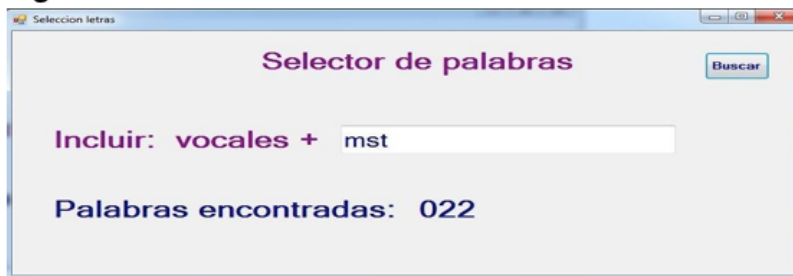 Seleccion letras
Selector de palabras
Buscar
Incluir: vocales + mst
Palabras encontradas: 022